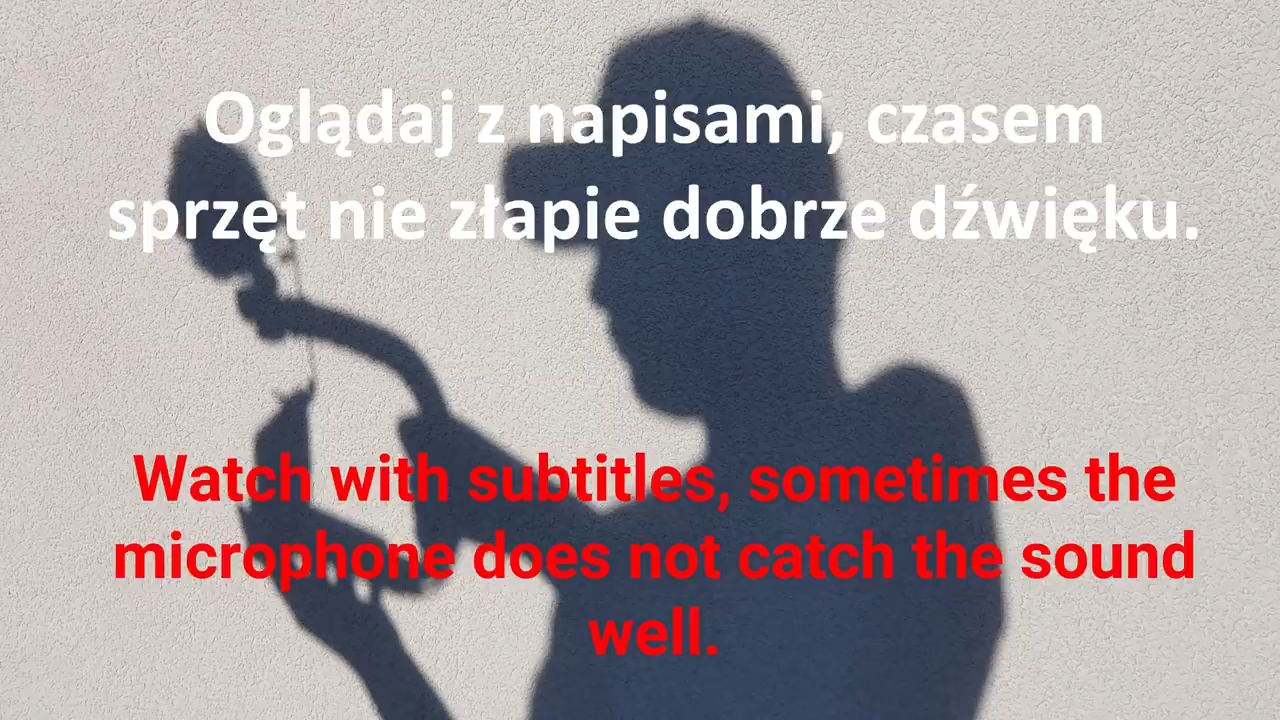 Oglądaj z napisami, czasem
sprzęt nie złapie dobrze dźwięku.
Watch with subtitles, sometimes the
microphone does not catch the sound
well.